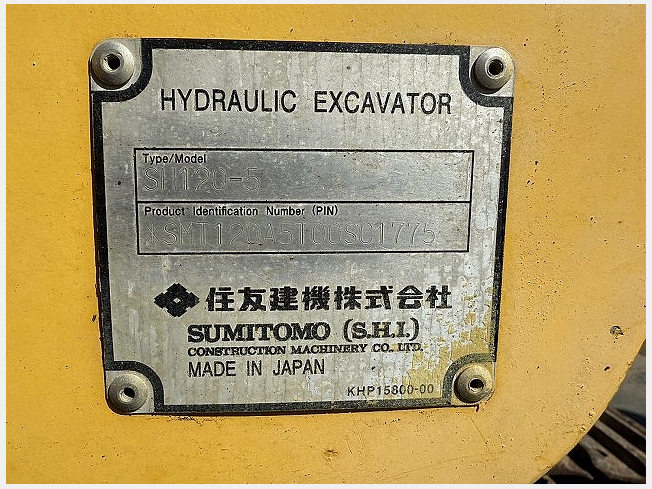 HYDRAULIC EXCAVATOR
Type/Model
SH120-5
Product Identification Number (PIN)
住友建機株式会社
SUMITOMO (S.H.I.)
CONSTRUCTION MACHINERY CO., LTD.
MADE IN JAPAN
KHP15800-00